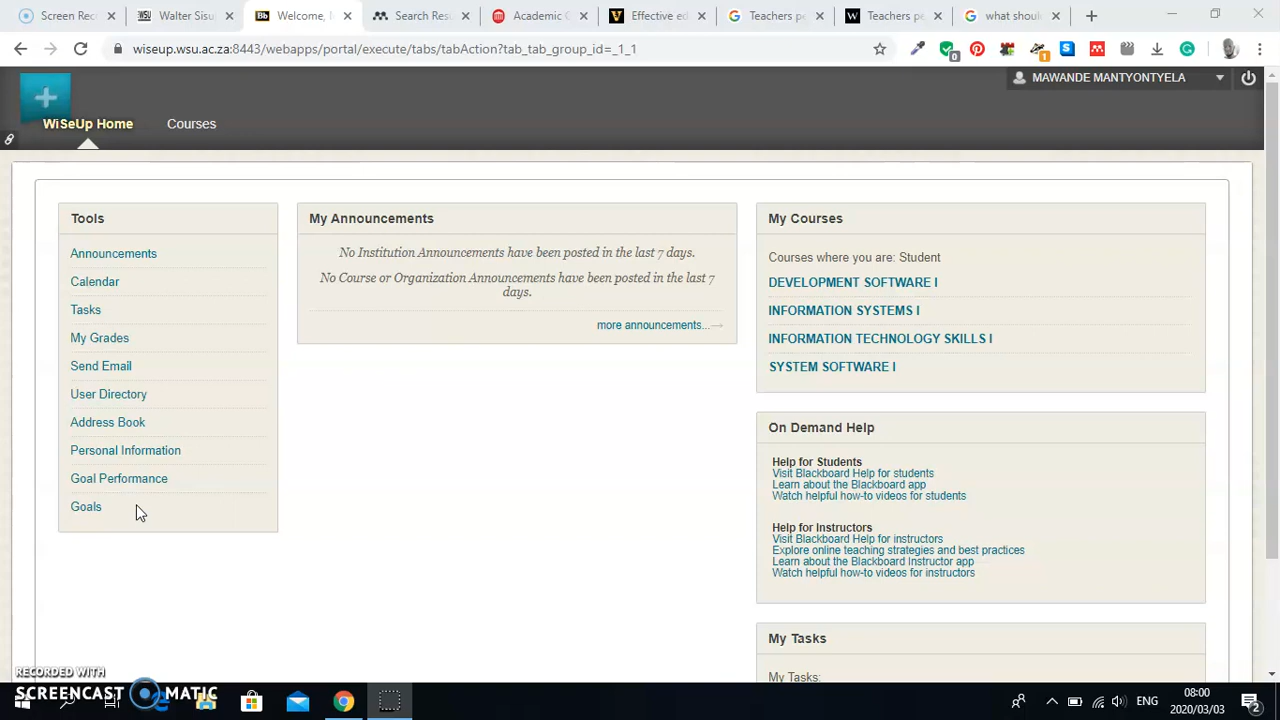 Screen Rec
Walter Sisu
Welcome, 
Search Resu
Academic C
Effective ed
Teachers pe
Teachers pe
what shoul
wiseup.wsu.ac.za:8443/webapps/portal/execute/tabs/tabAction?tab_tab_group_id=_1_1
MAWANDE MANTYONTYELA
WiSeUp Home
Courses
Tools
Announcements
Calendar
Tasks
My Grades
Send Email
User Directory
Address Book
Personal Information
Goal Performance
Goals
My Announcements
No Institution Announcements have been posted in the last 7 days.
No Course or Organization Announcements have been posted in the last 7
days.
more announcements...
My Courses
Courses where you are: Student
DEVELOPMENT SOFTWARE I
INFORMATION SYSTEMS I
INFORMATION TECHNOLOGY SKILLS I
SYSTEM SOFTWARE I
On Demand Help
Help for Students
Visit Blackboard Help for students
Learn about the Blackboard app
Watch helpful how-to videos for students
Help for Instructors
Visit Blackboard Help for instructors
Explore online teaching strategies and best practices
Learn about the Blackboard Instructor app
Watch helpful how-to videos for instructors
My Tasks
My Tasks:
RECORDED WITH
SCREENCAST MATIC
ENG
08:00
2020/03/03